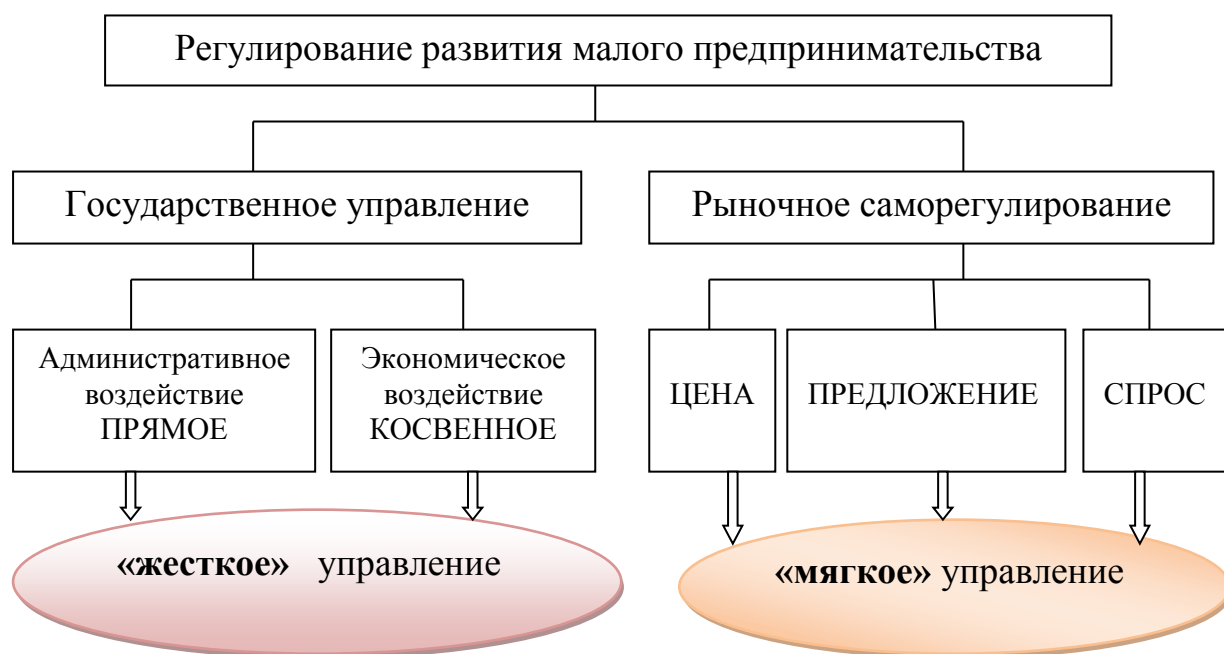 Регулирование развития малого предпринимательства
Государственное управление
Рыночное саморегулирование
Административное
воздействие
ПРЯМОЕ
Экономическое
воздействие
КОСВЕННОЕ
ЦЕНА
ПРЕДЛОЖЕНИЕ
СПРОС
«жесткое» управление
«мягкое» управление